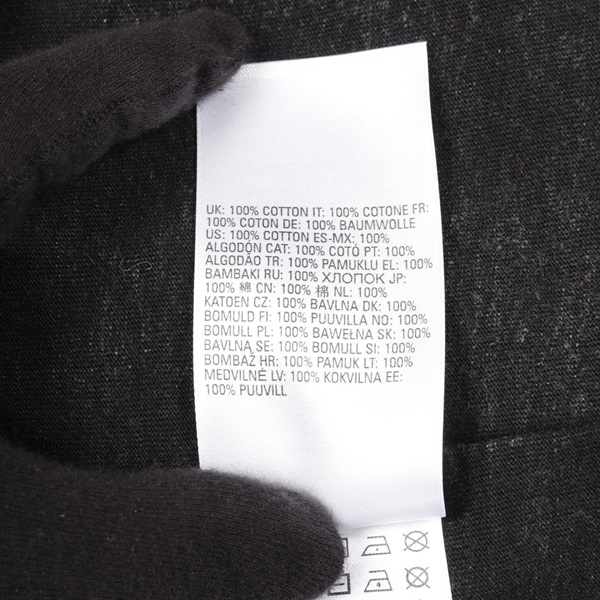 UK: 100% COTTON IT: 100% COTONE FR:
100% COTON DE: 100% BAUMWOLLE
US: 100% COTTON ES-MX: 100%
ALGODÓN CAT: 100% COTÓ PT: 100%
ALGODÃO TR: 100% PAMUKLU EL: 100%
BAMBAKI RU: 100% ХЛОПОК JP:
100% 綿 CN: 100% 棉 NL: 100%
KATOEN CZ: 100% BAVLNA DK: 100%
BOMULD FI: 100% PUUVILLA NO: 100%
BOMULL PL: 100% BAWEŁNA SK: 100%
BAVLNA SE: 100% BOMULL SI: 100%
BOMBAŽ HR: 100% PAMUK LT: 100%
MEDVILNĖ LV: 100% KOKVILNA EE:
100% PUUVILL